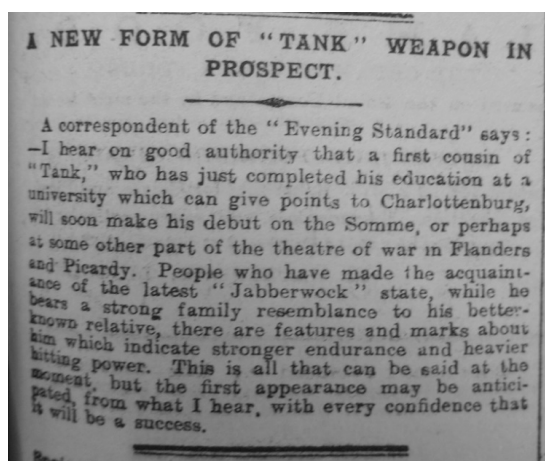 A NEW FORM OF "TANK" WEAPON IN
PROSPECT.
A correspondent of the "Evening Standard" says:
—I hear on good authority that a first cousin of
"Tank," who has just completed his education at a
university which can give points to Charlottenburg,
will soon make his debut on the Somme, or perhaps
at some other part of the theatre of war in Flanders
and Picardy. People who have made the acquaint-
ance of the latest "Jabberwock" state, while he
bears a strong family resemblance to his better-
known relative, there are features and marks about
him which indicate stronger endurance and heavier
hitting power. This is all that can be said at the
moment, but the first appearance may be antici-
pated, from what I hear, with every confidence that
it will be a success.